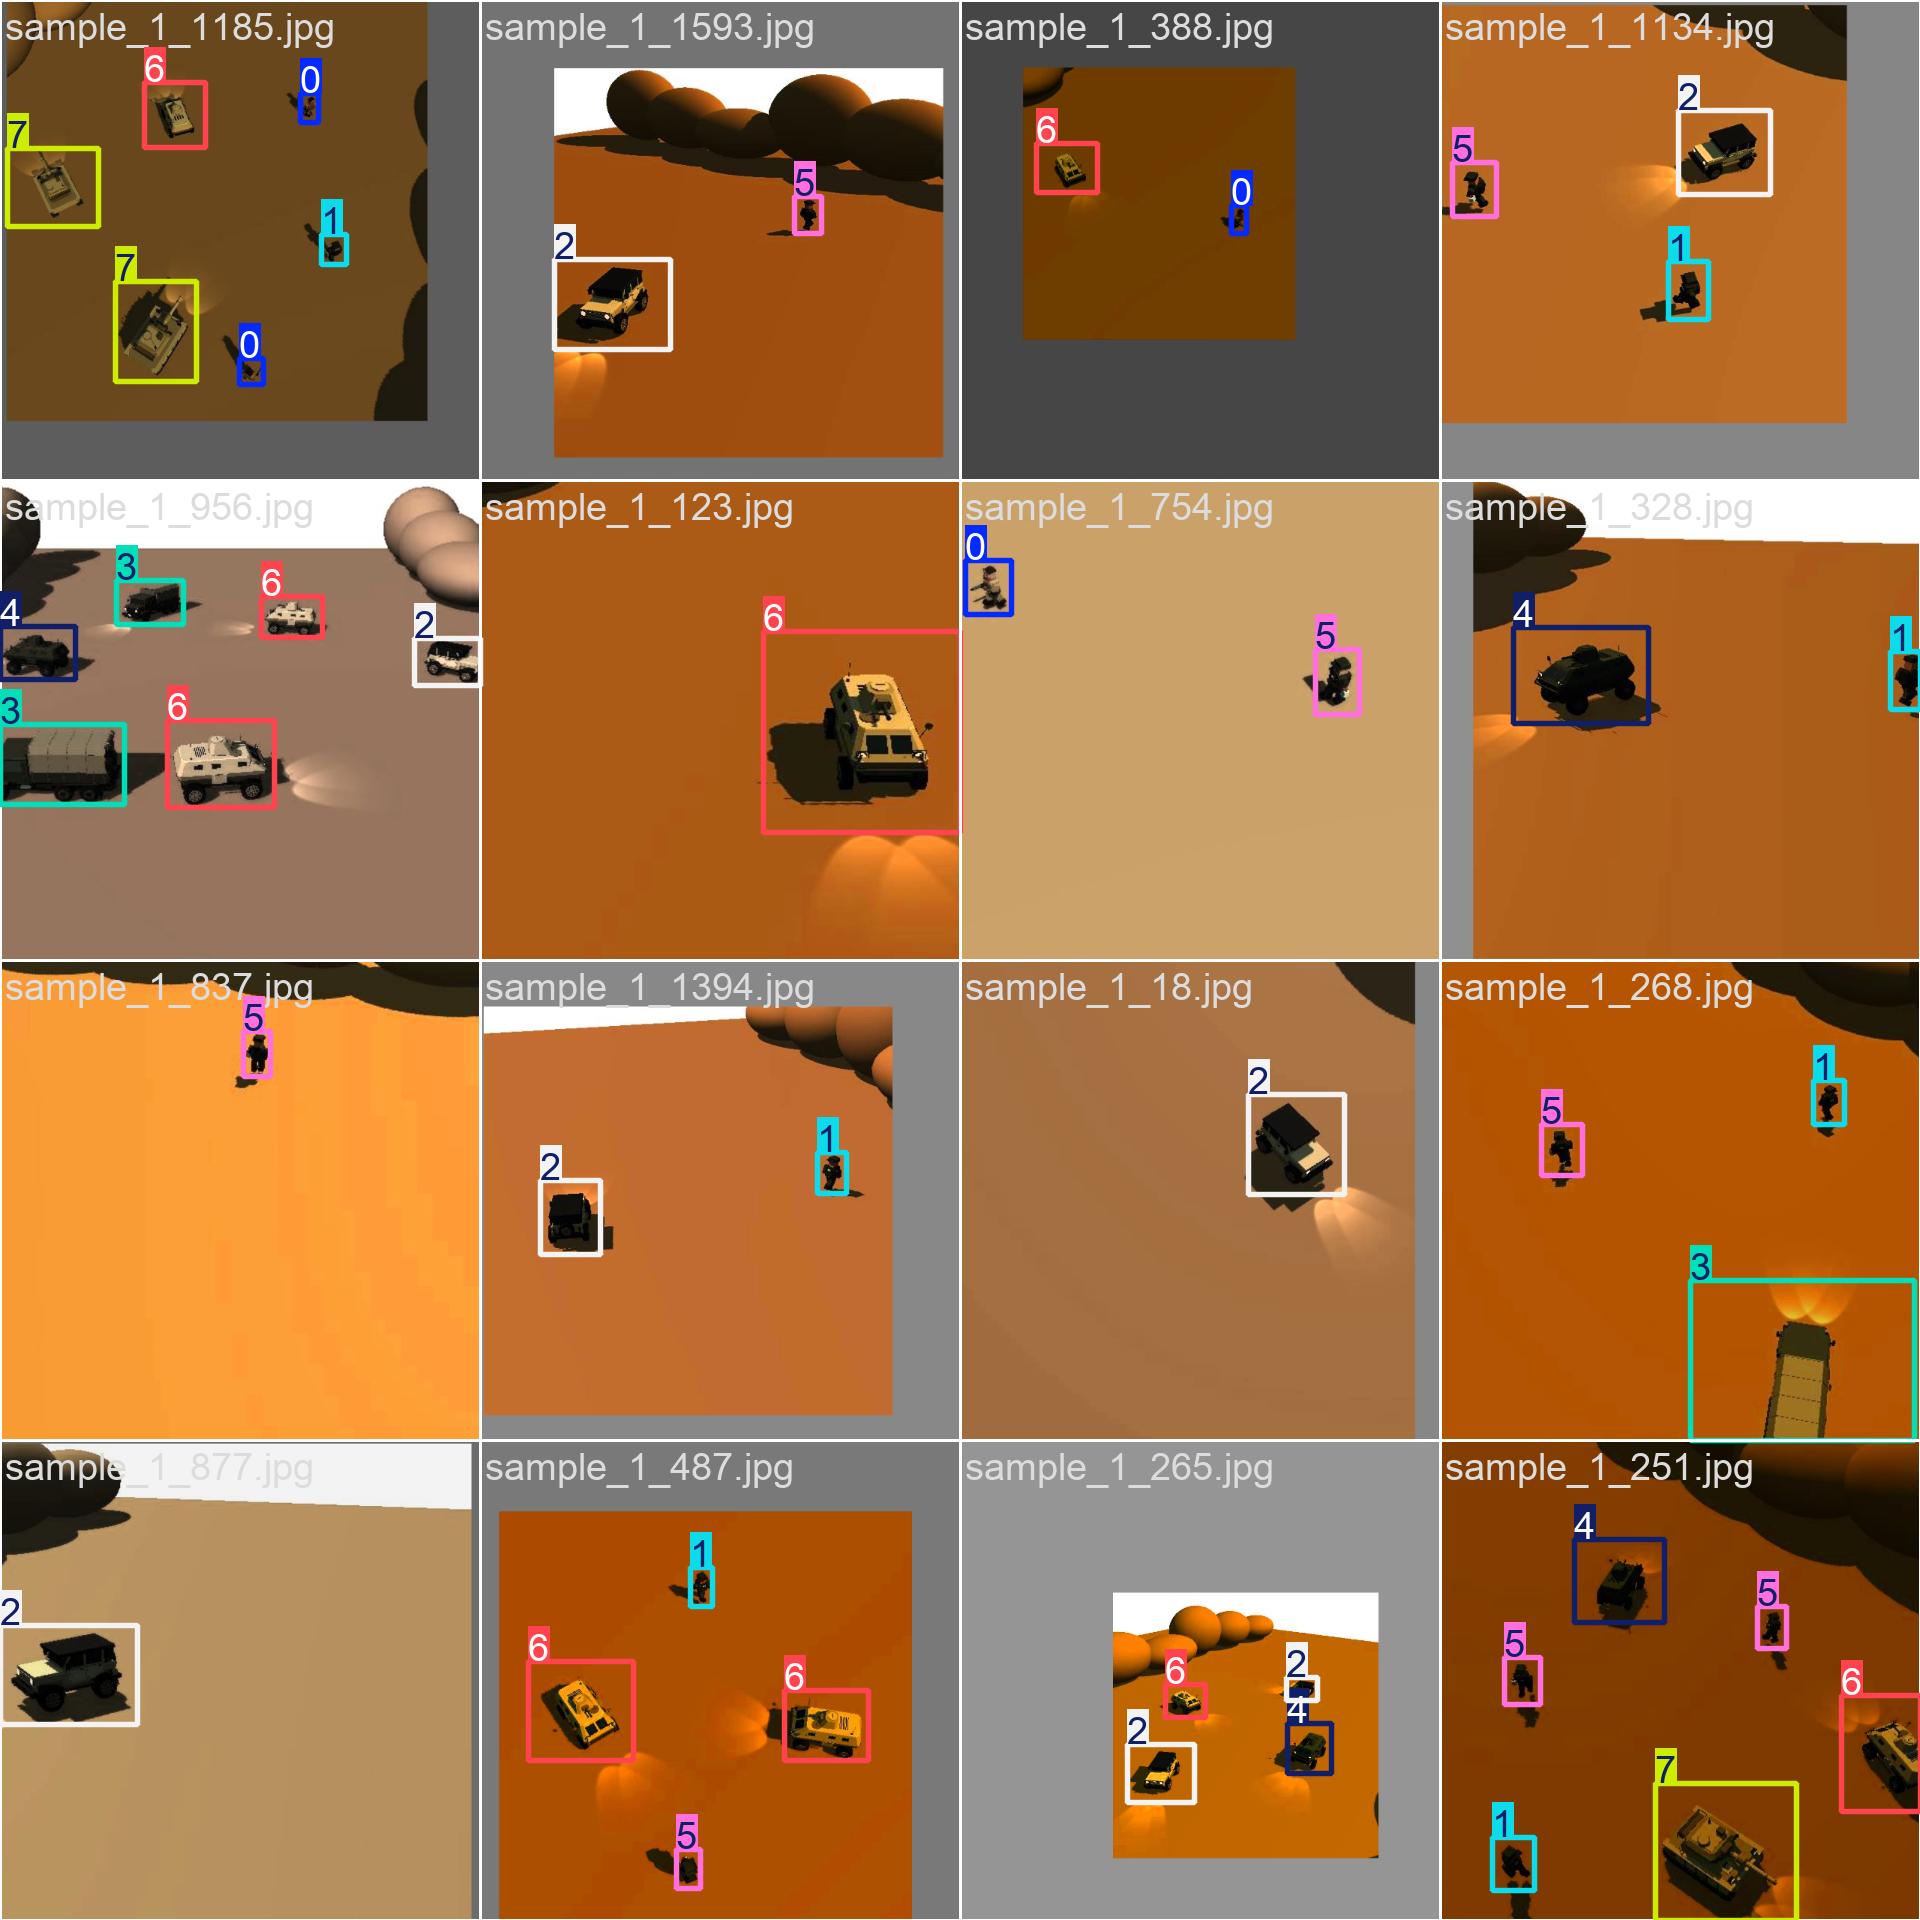 sample_1_1185.jpg
6
0
7
1
7
0
sample_1_1593.jpg
5
2
sample_1_388.jpg
6
0
sample_1_1134.jpg
2
5
1
sample_1_956.jpg
3
6
4
2
3
6
sample_1_123.jpg
6
sample_1_754.jpg
0
5
sample_1_328.jpg
4
1
sample_1_837.jpg
5
sample_1_1394.jpg
1
2
sample_1_18.jpg
2
sample_1_268.jpg
1
5
3
sample_1_877.jpg
2
sample_1_487.jpg
1
6
6
5
sample_1_265.jpg
2
6
4
2
sample_1_251.jpg
4
5
5
6
7
1